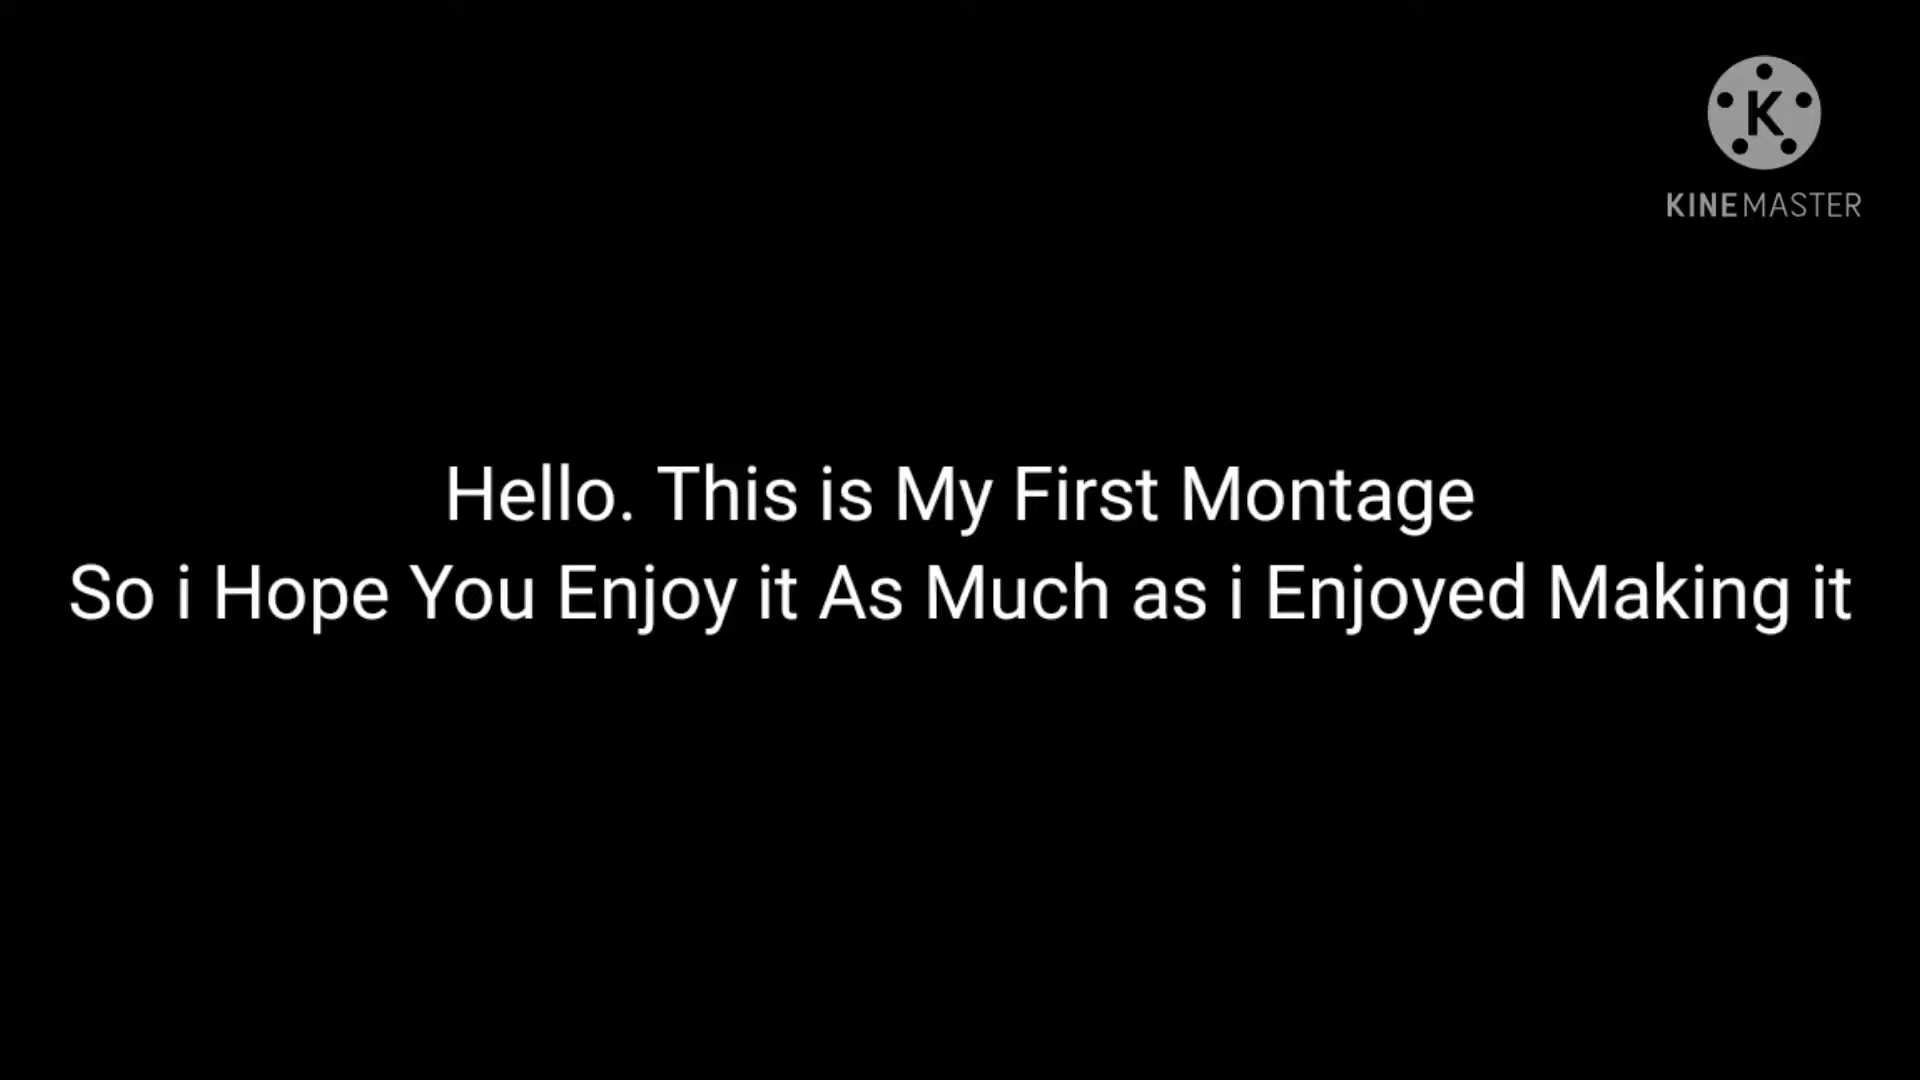 K
KINEMASTER
Hello. This is My First Montage
So i Hope You Enjoy it As Much as i Enjoyed Making it